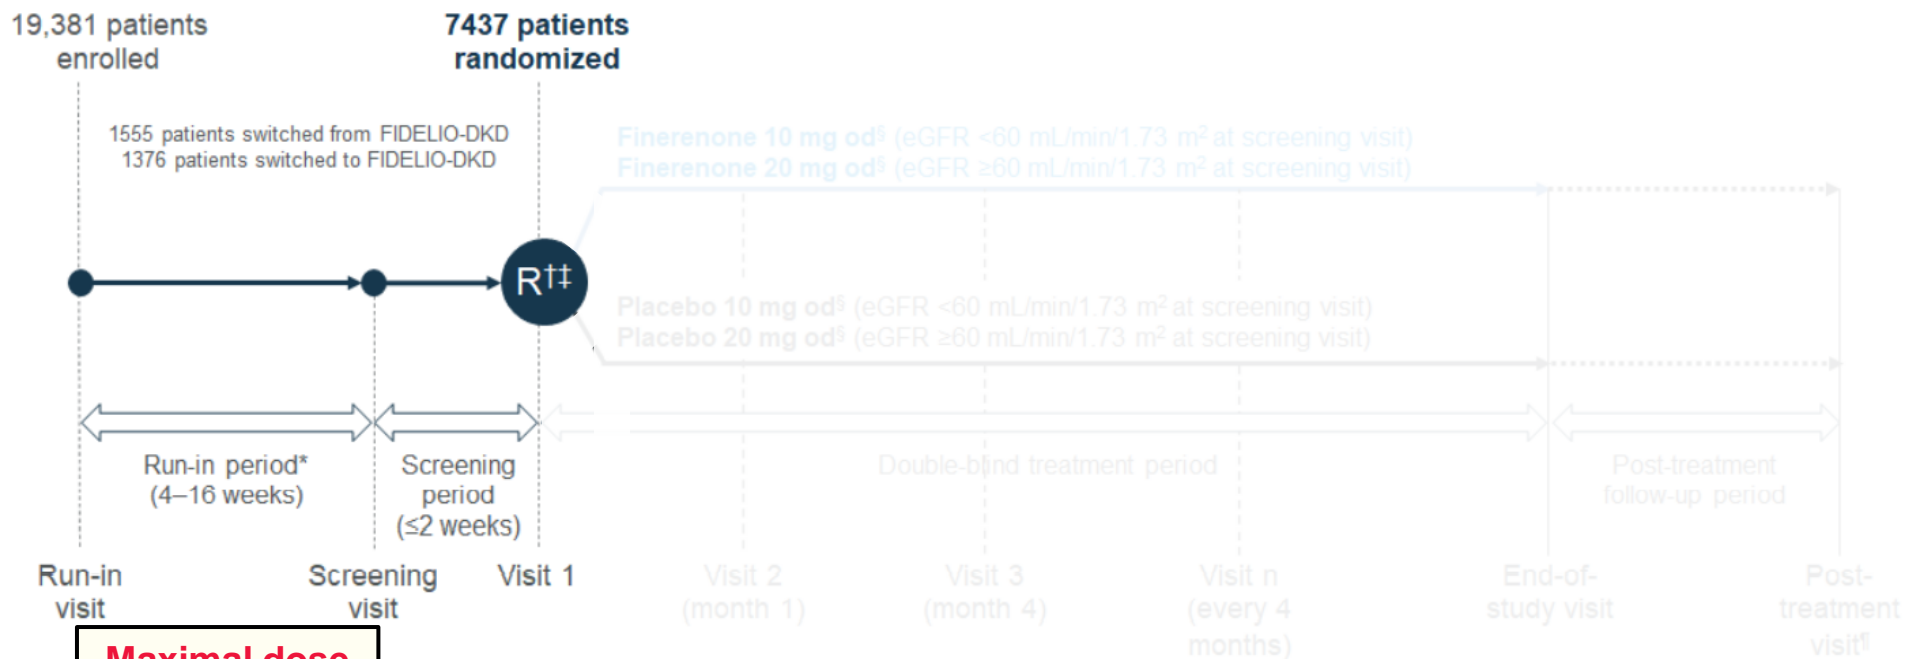 19,381 patients
enrolled
7437 patients
randomized
1555 patients switched from FIDELIO-DKD
1376 patients switched to FIDELIO-DKD
Finerenone 10 mg od§ (eGFR <60 mL/min/1.73 m² at screening visit)
Finerenone 20 mg od§ (eGFR ≥60 mL/min/1.73 m² at screening visit)
R†‡
Placebo 10 mg od§ (eGFR <60 mL/min/1.73 m² at screening visit)
Placebo 20 mg od§ (eGFR ≥60 mL/min/1.73 m² at screening visit)
Run-in period*
(4–16 weeks)
Screening
period
(≤2 weeks)
Double-blind treatment period
Post-treatment
follow-up period
Run-in
visit
Screening
visit
Visit 1
Visit 2
(month 1)
Visit 3
(month 4)
Visit n
(every 4
months)
End-of-
study visit
Post-
treatment
visit¶
Maximal dose